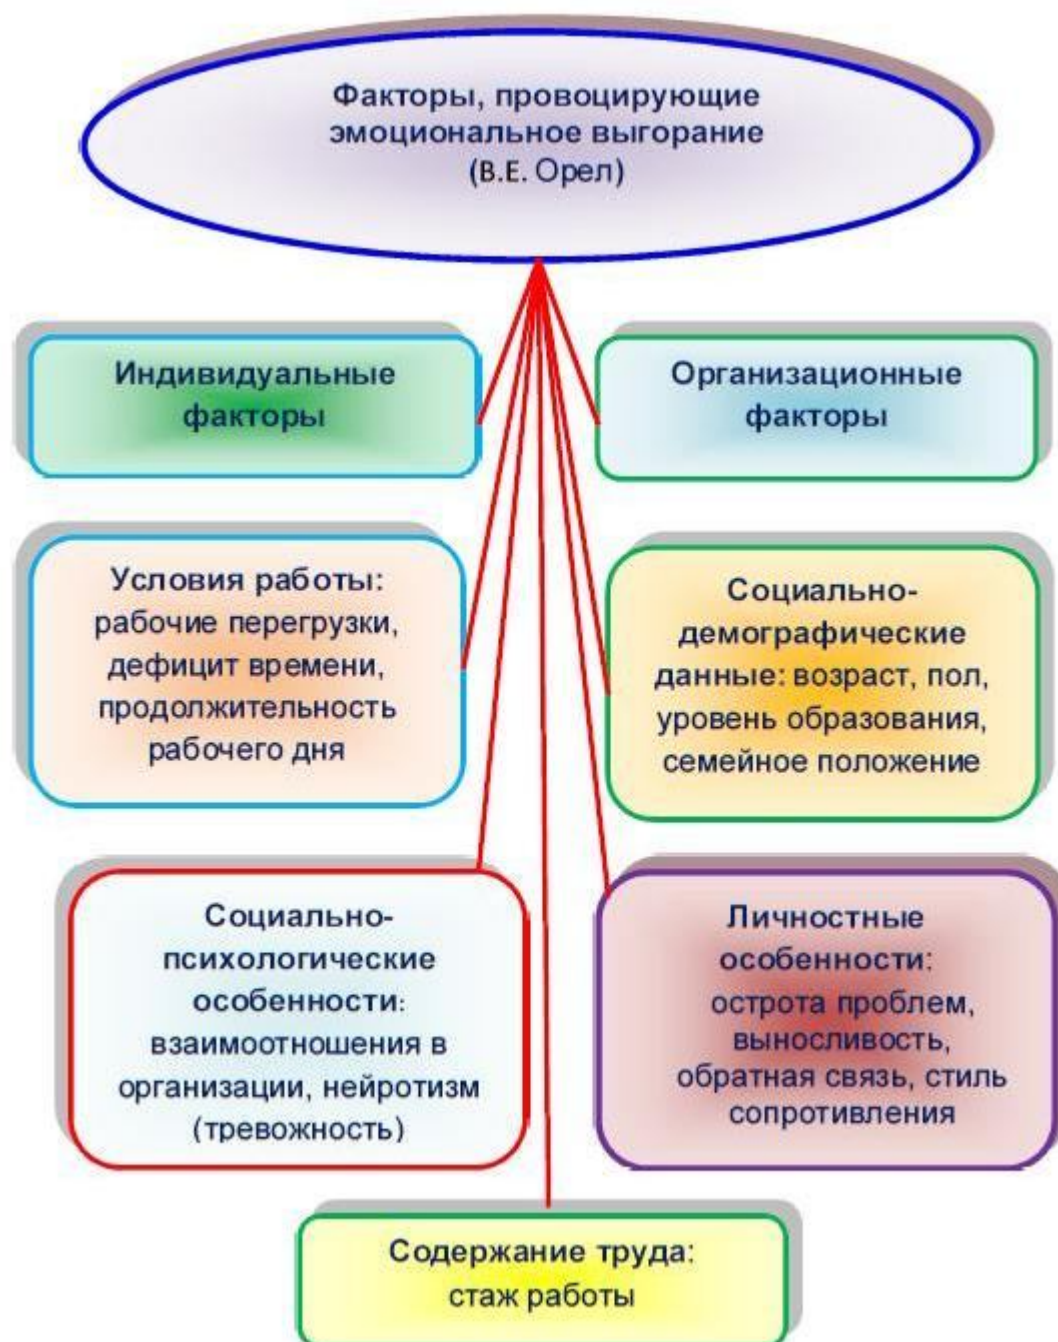 Факторы, провоцирующие
эмоциональное выгорание
(В.Е. Орел)
Индивидуальные
факторы
Организационные
факторы
Условия работы:
рабочие перегрузки,
дефицит времени,
продолжительность
рабочего дня
Социально-
демографические
данные: возраст, пол,
уровень образования,
семейное положение
Социально-
психологические
особенности:
взаимоотношения в
организации, нейротизм
(тревожность)
Личностные
особенности:
острота проблем,
выносливость,
обратная связь, стиль
сопротивления
Содержание труда:
стаж работы